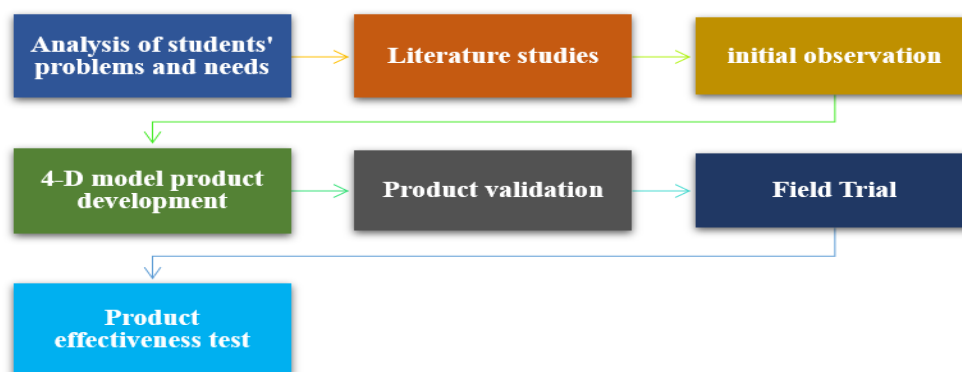 Analysis of students'
problems and needs
Literature studies
initial observation
4-D model product
development
Product validation
Field Trial
Product
effectiveness test